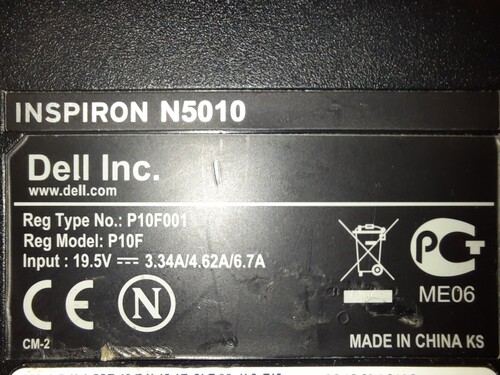 INSPIRON N5010
Dell Inc.
www.dell.com
Reg Type No.: P10F001
Reg Model: P10F
Input : 19.5V ⎓ 3.34A/4.62A/6.7A
CE N
PCT
ME06
CM-2
MADE IN CHINA KS